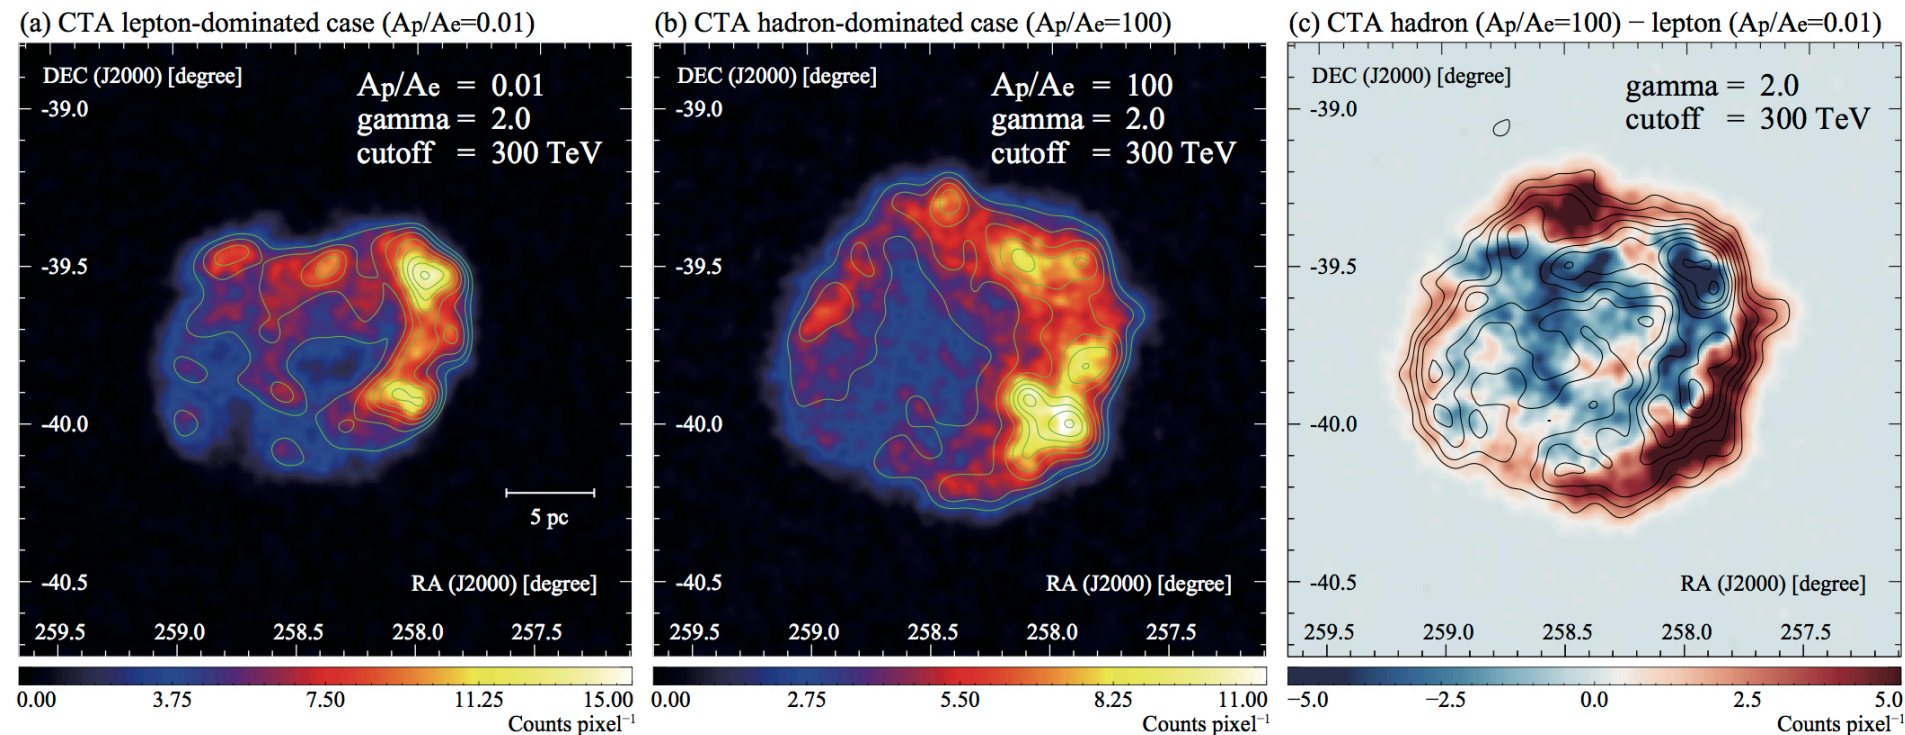 (a) CTA lepton-dominated case (Ap/Ae=0.01)
DEC (J2000) [degree]
Ap/Ae = 0.01
gamma = 2.0
cutoff = 300 TeV
-39.0
-39.5
-40.0
-40.5
5 pc
RA (J2000) [degree]
259.5 259.0 258.5 258.0 257.5
0.00 3.75 7.50 11.25 15.00
Counts pixel⁻¹
(b) CTA hadron-dominated case (Ap/Ae=100)
DEC (J2000) [degree]
Ap/Ae = 100
gamma = 2.0
cutoff = 300 TeV
-39.0
-39.5
-40.0
-40.5
RA (J2000) [degree]
259.5 259.0 258.5 258.0 257.5
0.00 2.75 5.50 8.25 11.00
Counts pixel⁻¹
(c) CTA hadron (Ap/Ae=100) − lepton (Ap/Ae=0.01)
DEC (J2000) [degree]
gamma = 2.0
cutoff = 300 TeV
-39.0
-39.5
-40.0
-40.5
RA (J2000) [degree]
259.5 259.0 258.5 258.0 257.5
−5.0 −2.5 0.0 2.5 5.0
Counts pixel⁻¹